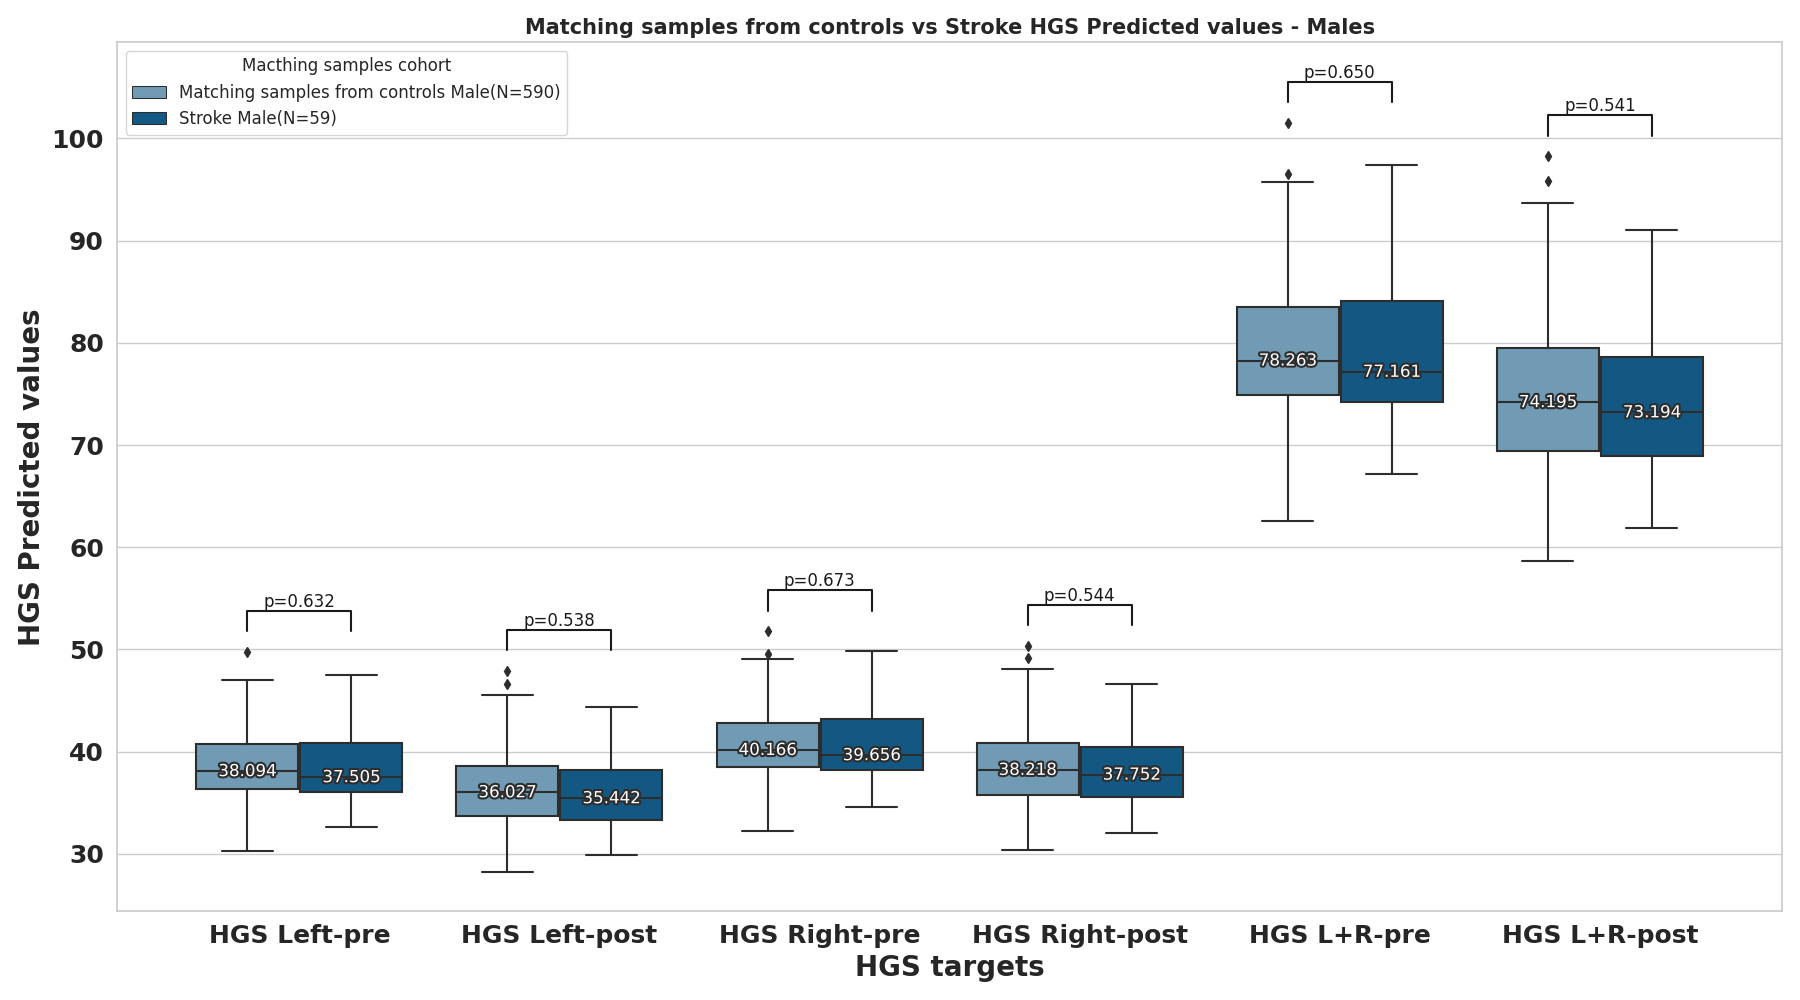 Matching samples from controls vs Stroke HGS Predicted values - Males
Macthing samples cohort
Matching samples from controls Male(N=590)
Stroke Male(N=59)
HGS Predicted values
100
90
80
70
60
50
40
30
p=0.632
p=0.538
p=0.673
p=0.544
p=0.650
p=0.541
38.094
37.505
36.027
35.442
40.166
39.656
38.218
37.752
78.263
77.161
74.195
73.194
HGS Left-pre
HGS Left-post
HGS Right-pre
HGS Right-post
HGS L+R-pre
HGS L+R-post
HGS targets